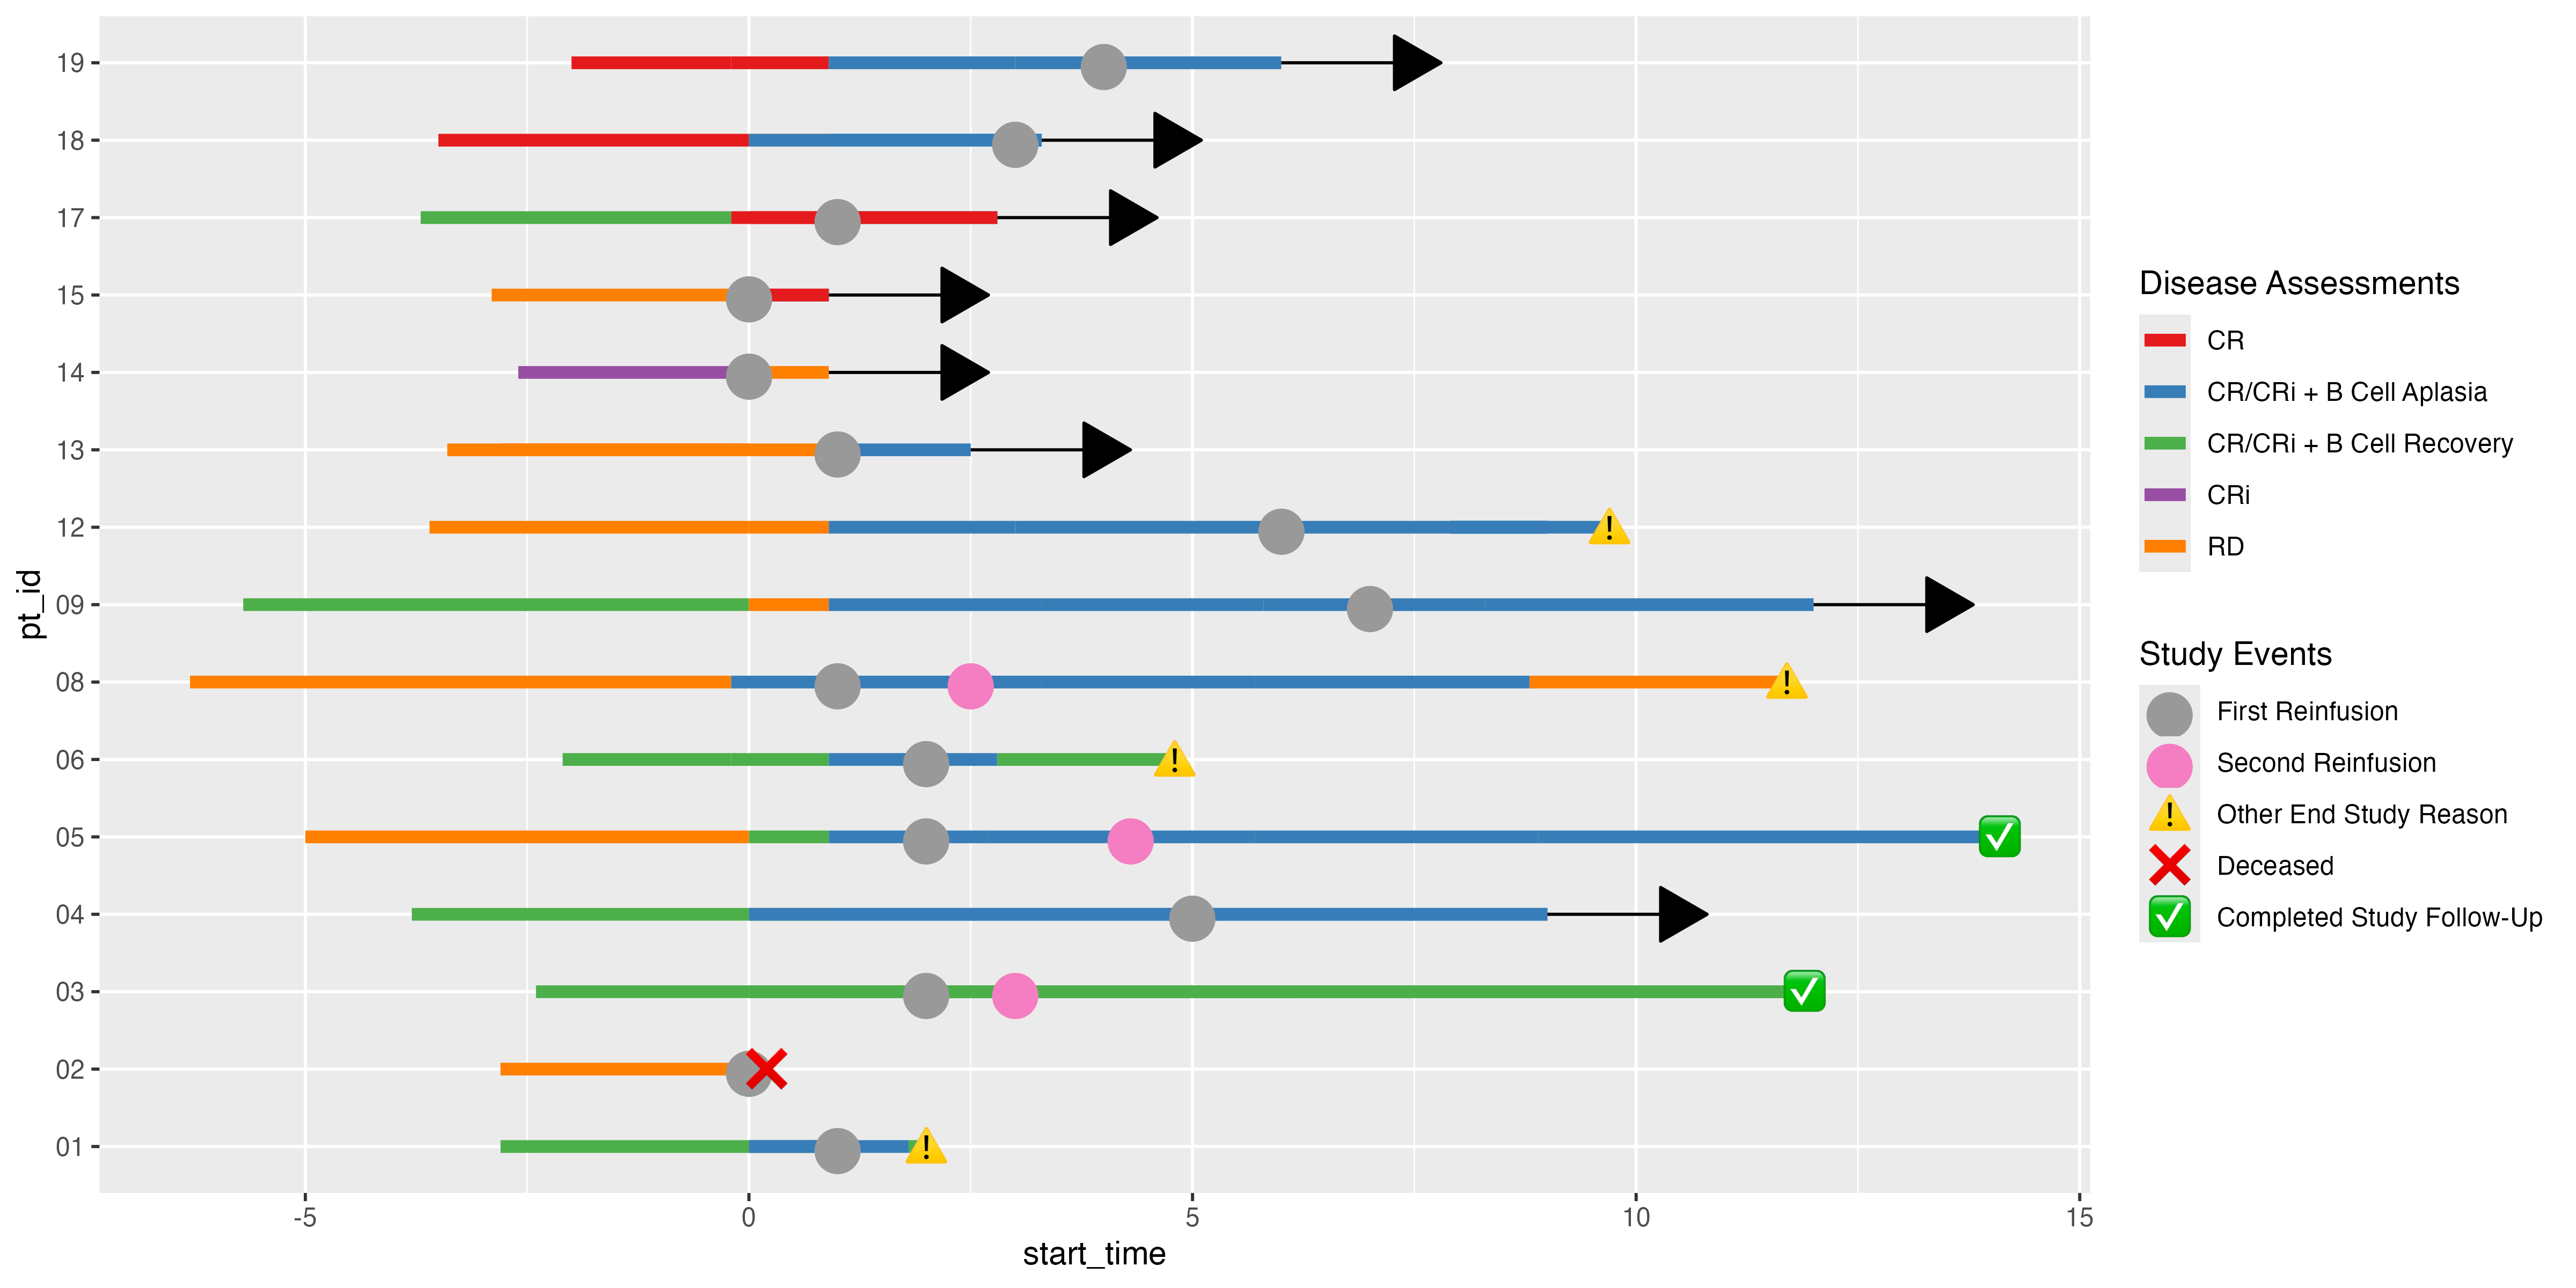 19
18
17
15
14
13
12
09
08
06
05
04
03
02
01
pt_id
-5 0 5 10 15
start_time
Disease Assessments
CR
CR/CRi + B Cell Aplasia
CR/CRi + B Cell Recovery
CRi
RD
Study Events
First Reinfusion
Second Reinfusion
Other End Study Reason
Deceased
Completed Study Follow-Up